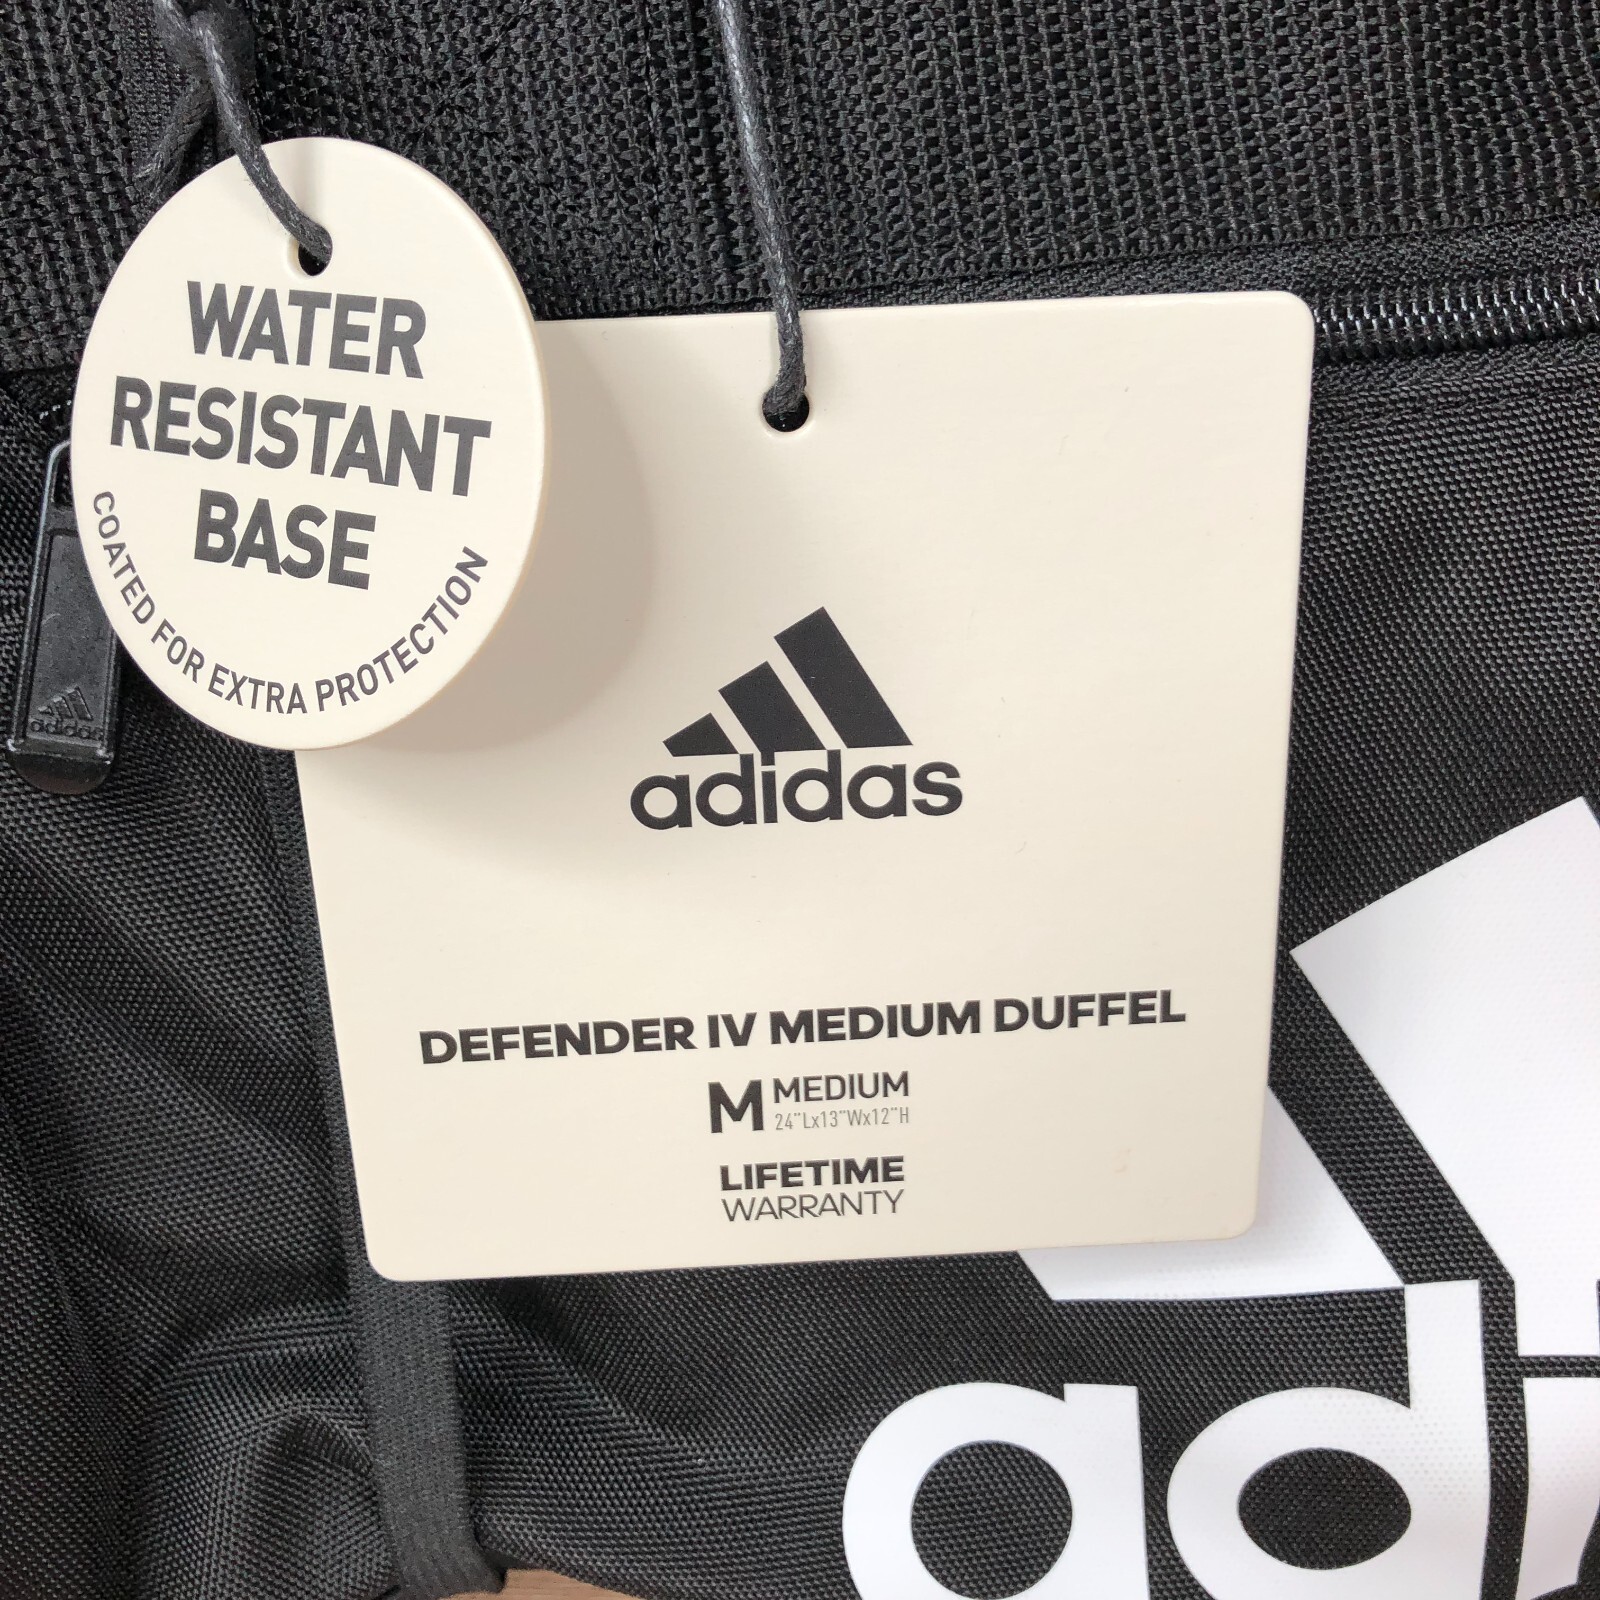 WATER
RESISTANT
BASE
COATED FOR EXTRA PROTECTION
adidas
adidas
DEFENDER IV MEDIUM DUFFEL
M MEDIUM
24"Lx13"Wx12"H
LIFETIME
WARRANTY
adi